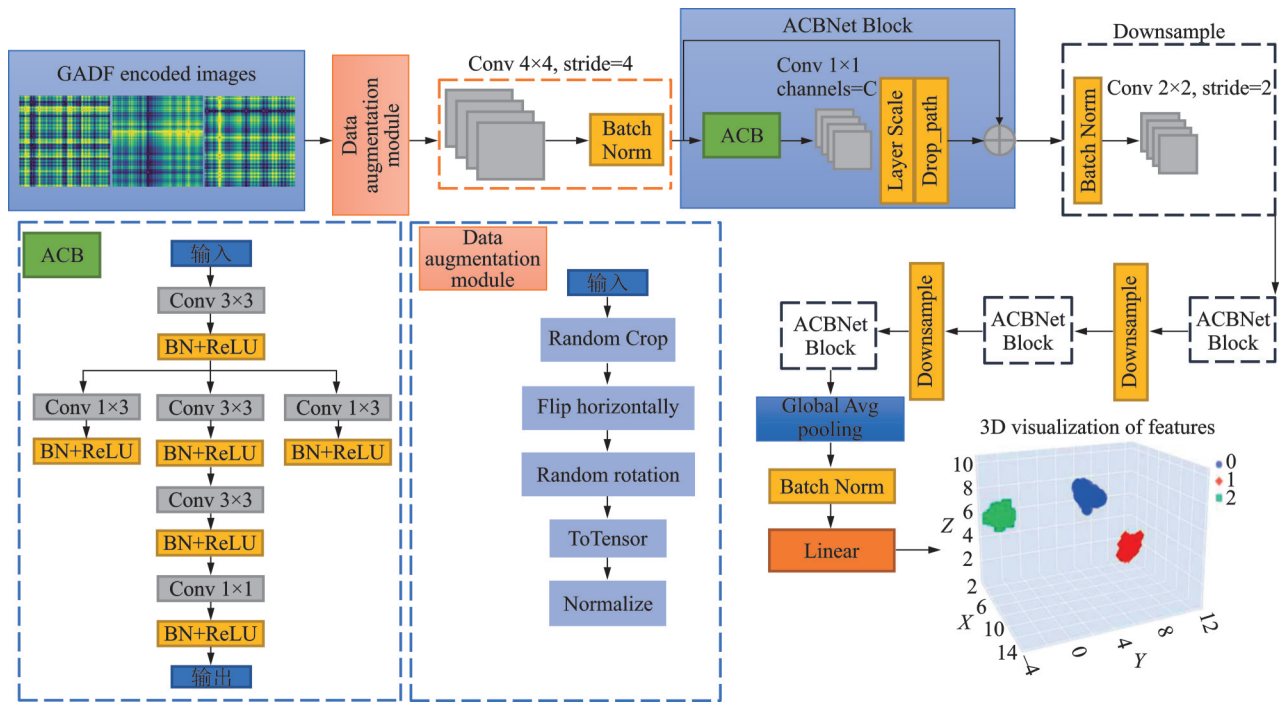 GADF encoded images
Data
augmentation
module
Conv 4×4, stride=4
Batch
Norm
ACBNet Block
ACB
Conv 1×1
channels=C
Layer Scale
Drop_path
Downsample
Batch Norm
Conv 2×2, stride=2
ACB
输入
Conv 3×3
BN+ReLU
Conv 1×3
Conv 3×3
Conv 1×3
BN+ReLU
BN+ReLU
BN+ReLU
Conv 3×3
BN+ReLU
Conv 1×1
BN+ReLU
输出
Data
augmentation
module
输入
Random Crop
Flip horizontally
Random rotation
ToTensor
Normalize
ACBNet
Block
Downsample
ACBNet
Block
Downsample
ACBNet
Block
Global Avg
pooling
Batch Norm
Linear
3D visualization of features
0
1
2
10
8
6
4
2
Z
2
6
10
14
X
4
0
4
8
12
Y